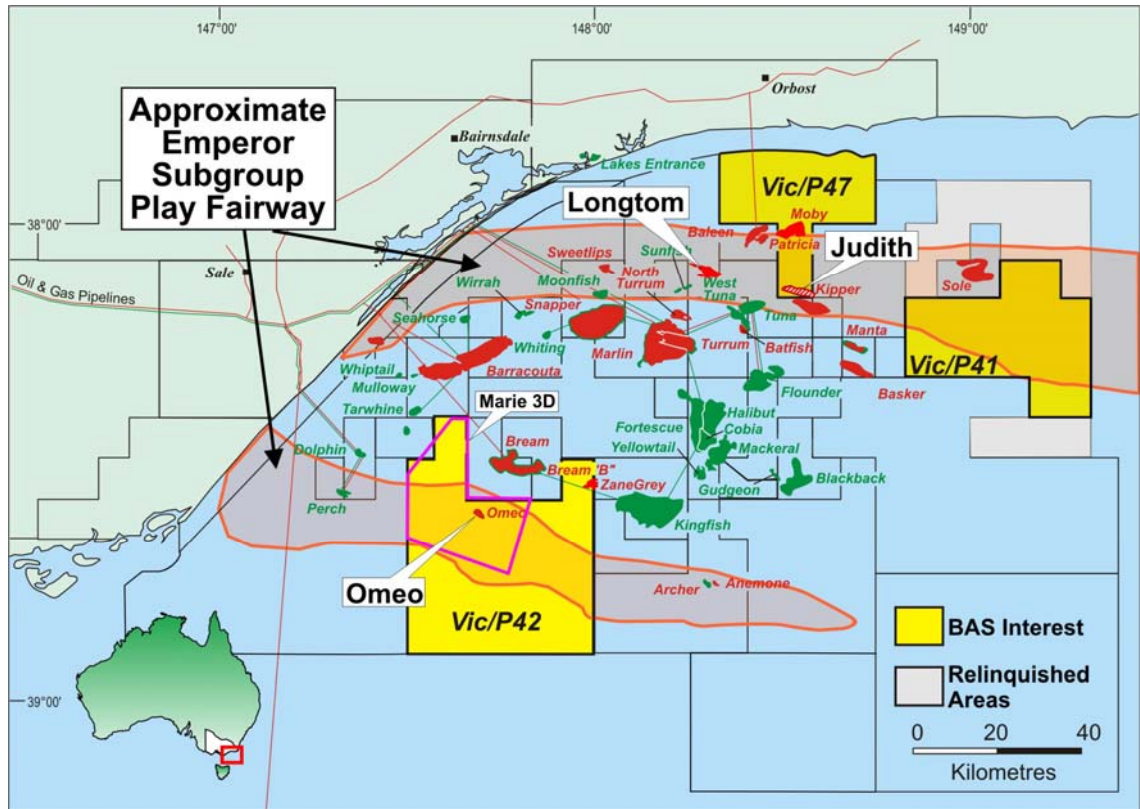 147°00'
148°00'
149°00'
Approximate
Emperor
Subgroup
Play Fairway
Orbost
Bairnsdale
Lakes Entrance
Vic/P47
38°00'
Longtom
Moby
Baleen
Patricia
Judith
Sale
Sweetlips
Sunfish
North
Turrum
West
Tuna
Kipper
Sole
Oil & Gas Pipelines
Wirrah
Moonfish
Snapper
Seahorse
Tuna
Manta
Whiting
Marlin
Turrum
Batfish
Vic/P41
Whiptail
Mulloway
Barracouta
Basker
Flounder
Tarwhine
Marie 3D
Halibut
Fortescue
Cobia
Dolphin
Bream
Yellowtail
Mackeral
Bream "B"
ZaneGrey
Gudgeon
Blackback
Perch
Omeo
Kingfish
Omeo
Archer
Anemone
Vic/P42
BAS Interest
Relinquished
Areas
39°00'
0 20 40
Kilometres